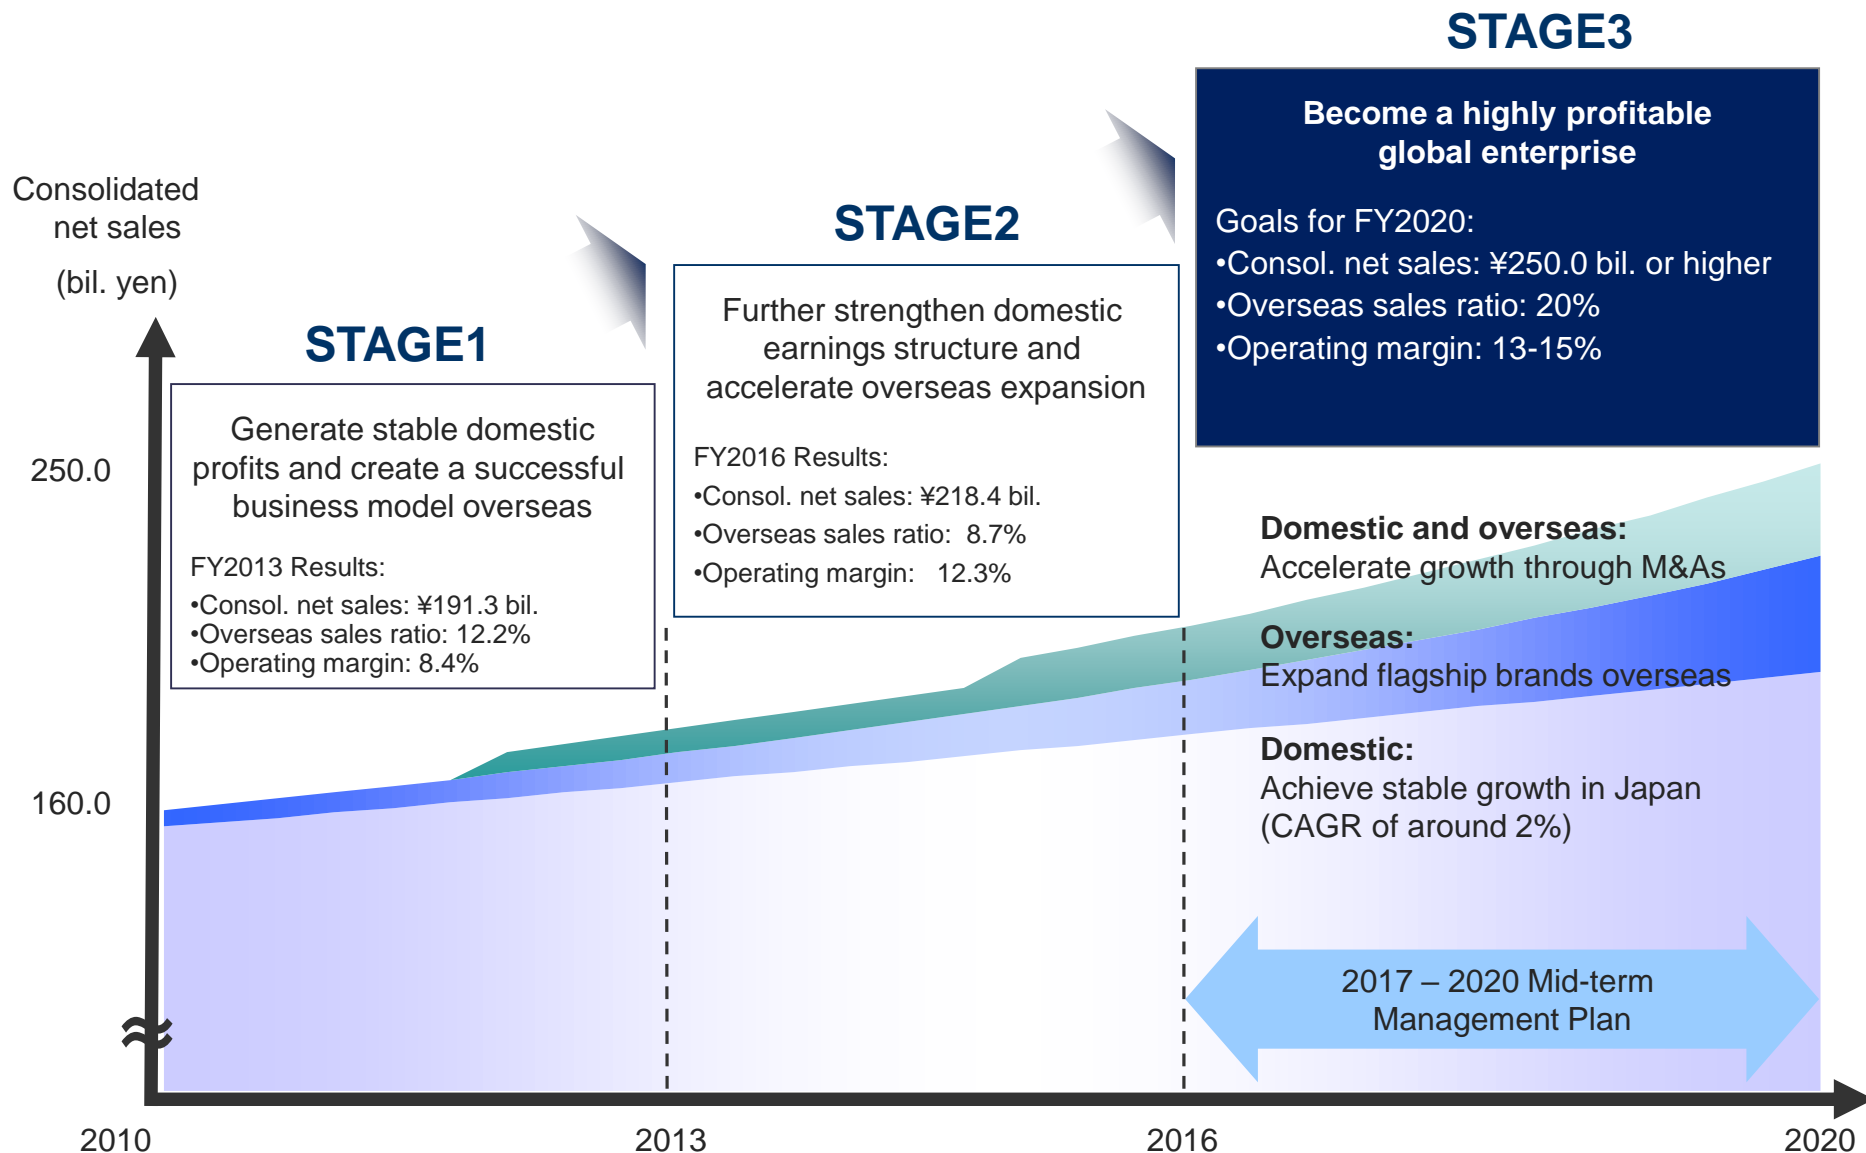 STAGE3
Become a highly profitable
global enterprise
Goals for FY2020:
•Consol. net sales: ¥250.0 bil. or higher
•Overseas sales ratio: 20%
•Operating margin: 13-15%
Consolidated
net sales
(bil. yen)
STAGE2
Further strengthen domestic
earnings structure and
accelerate overseas expansion
FY2016 Results:
•Consol. net sales: ¥218.4 bil.
•Overseas sales ratio: 8.7%
•Operating margin: 12.3%
STAGE1
Generate stable domestic
profits and create a successful
business model overseas
FY2013 Results:
•Consol. net sales: ¥191.3 bil.
•Overseas sales ratio: 12.2%
•Operating margin: 8.4%
250.0
160.0
Domestic and overseas:
Accelerate growth through M&As
Overseas:
Expand flagship brands overseas
Domestic:
Achieve stable growth in Japan
(CAGR of around 2%)
2017 – 2020 Mid-term
Management Plan
2010
2013
2016
2020